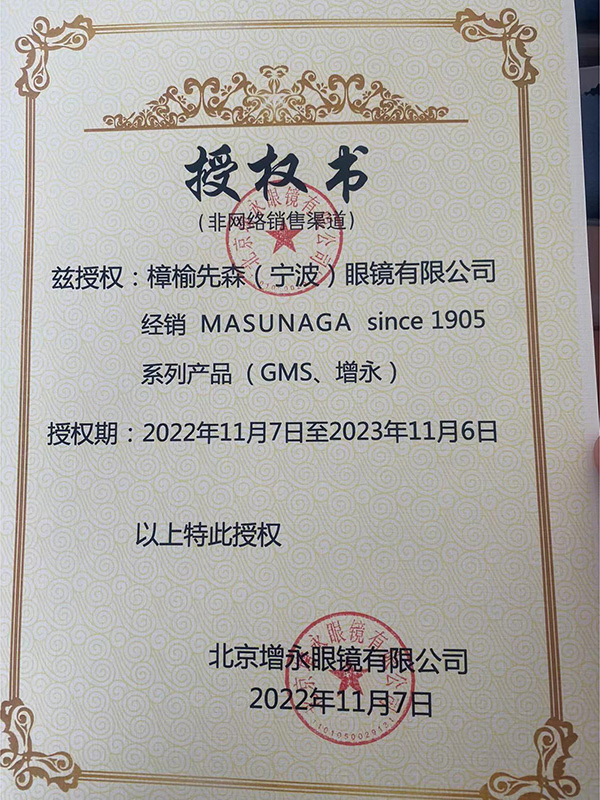 授权书
(非网络销售渠道)
兹授权：樟榆先森（宁波）眼镜有限公司
经销 MASUNAGA since 1905
系列产品（GMS、增永）
授权期：2022年11月7日至2023年11月6日
以上特此授权
北京增永眼镜有限公司
2022年11月7日